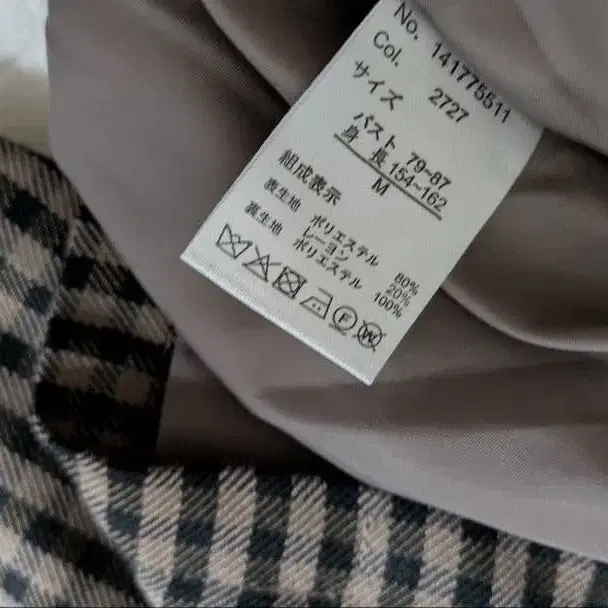 No. 141775511
Col. 2727
サイズ
バスト 79~87
身 長 154~162
M
組成表示
表生地 ポリエステル 80%
レーヨン 20%
裏生地 ポリエステル 100%
F W